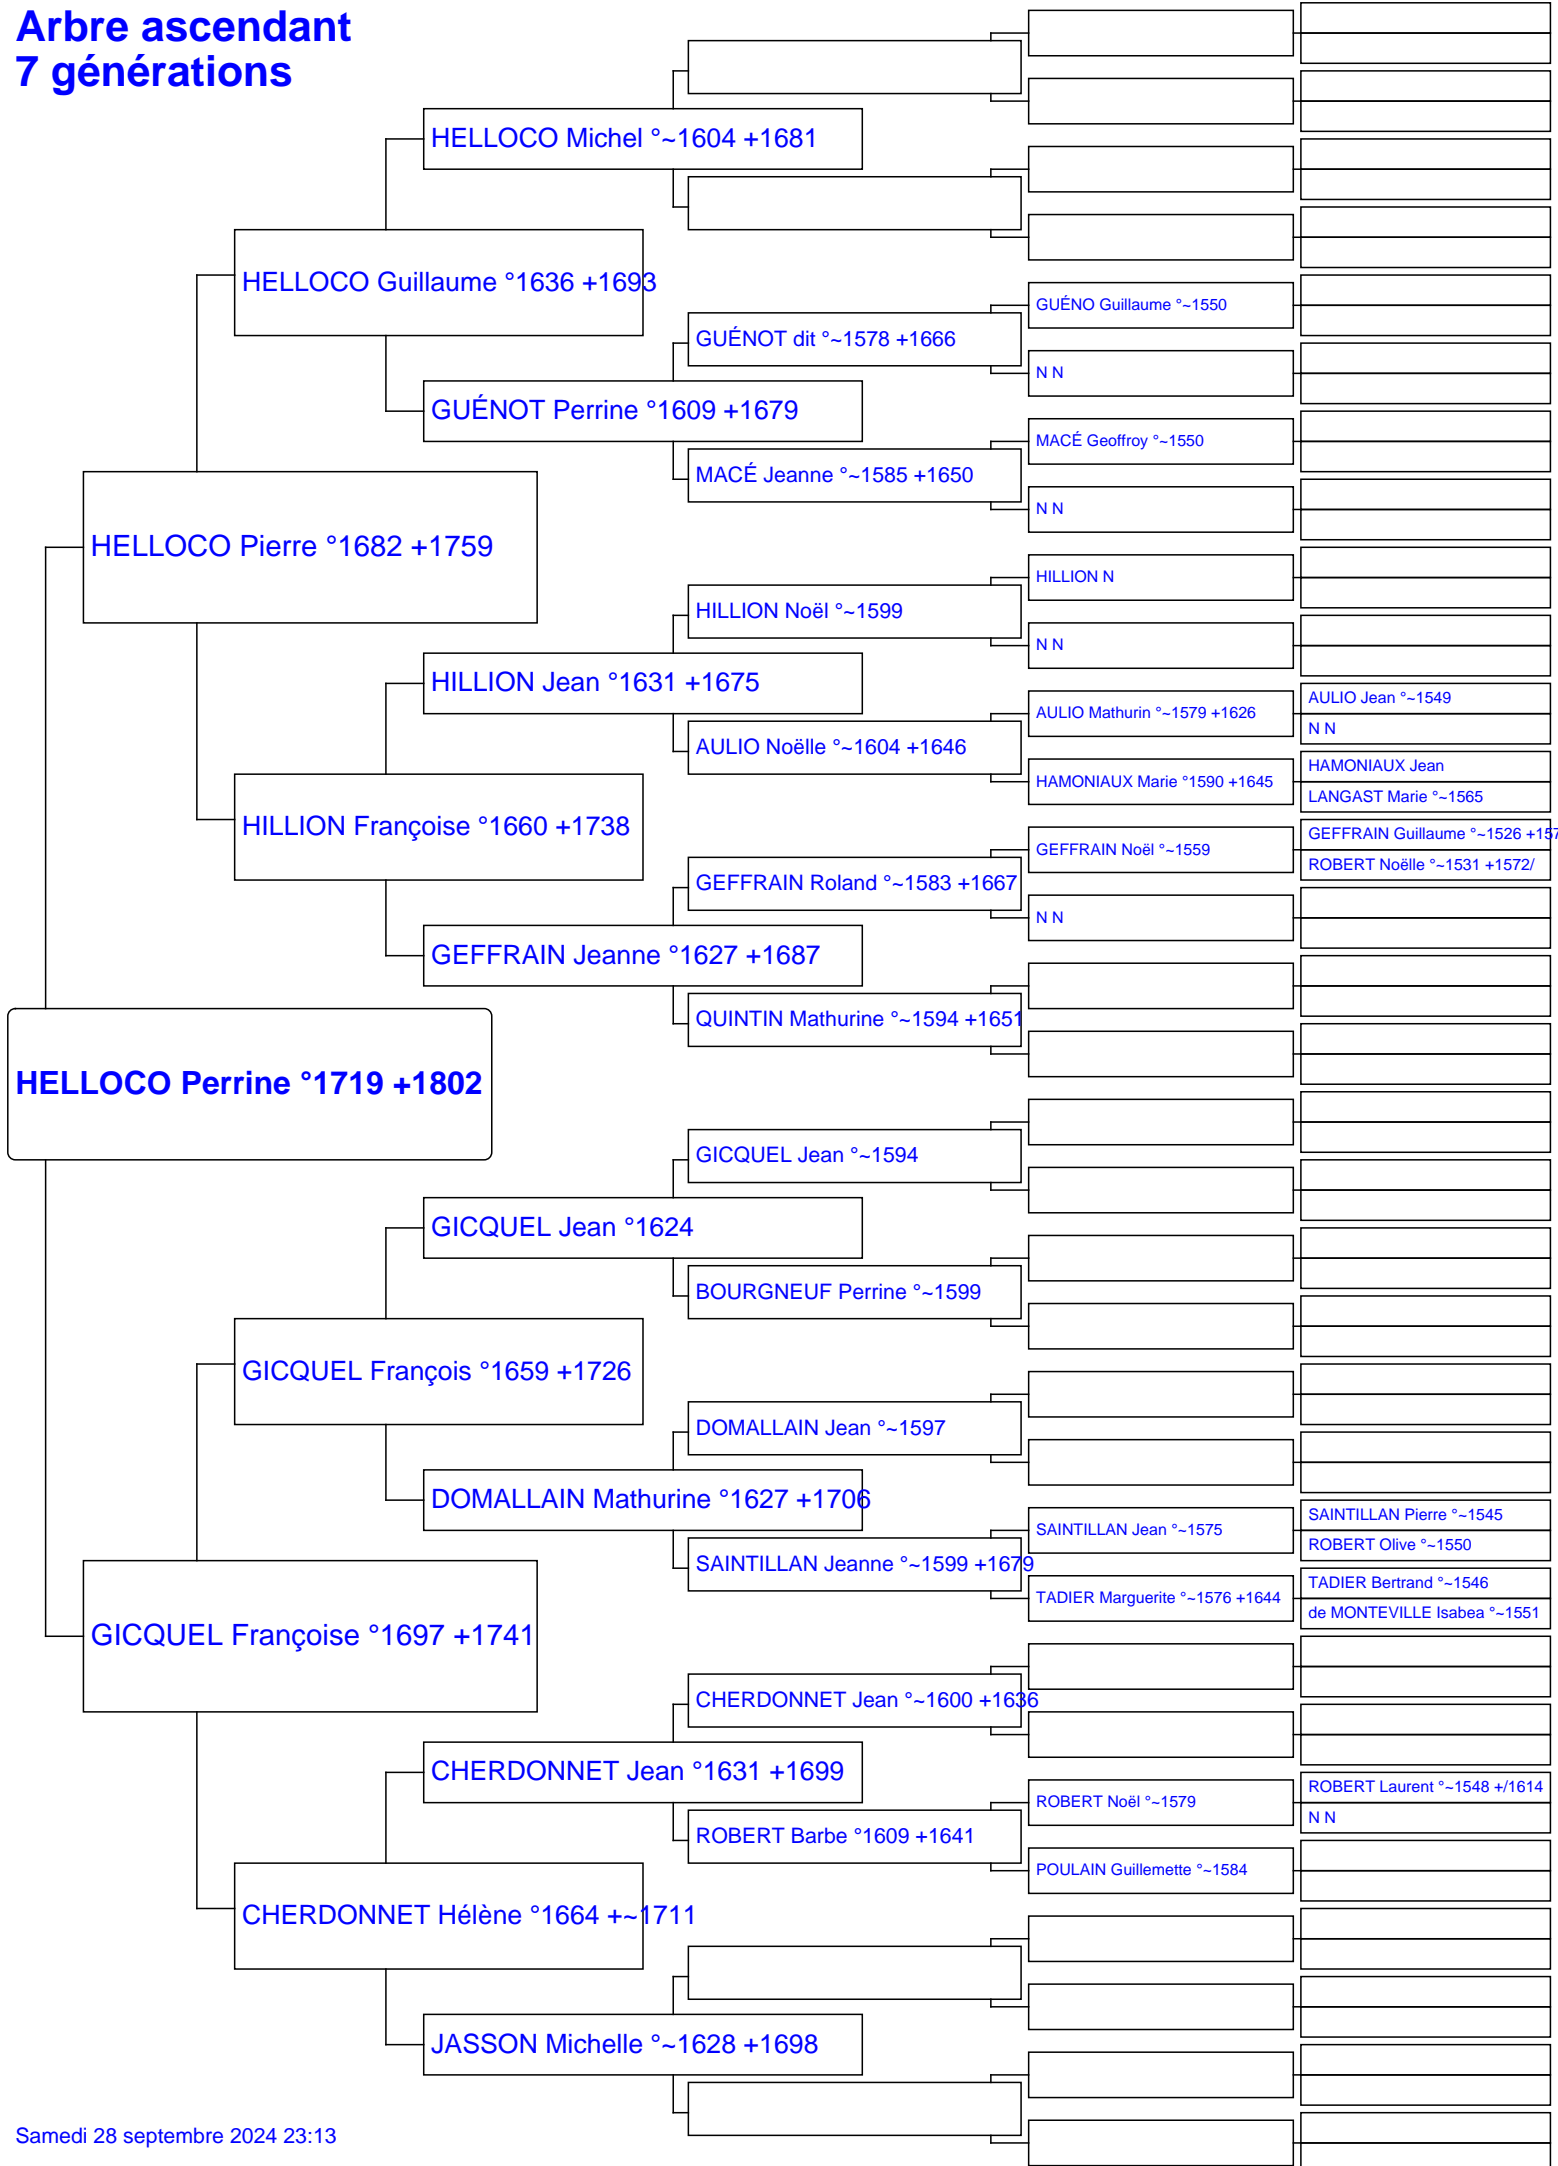 Arbre ascendant
7 générations
HELLOCO Michel °~1604 +1681
HELLOCO Guillaume °1636 +1693
GUÉNO Guillaume °~1550
GUÉNOT dit °~1578 +1666
N N
GUÉNOT Perrine °1609 +1679
MACÉ Geoffroy °~1550
MACÉ Jeanne °~1585 +1650
N N
HELLOCO Pierre °1682 +1759
HILLION N
HILLION Noël °~1599
N N
HILLION Jean °1631 +1675
AULIO Jean °~1549
AULIO Mathurin °~1579 +1626
N N
AULIO Noëlle °~1604 +1646
HAMONIAUX Jean
HAMONIAUX Marie °1590 +1645
LANGAST Marie °~1565
HILLION Françoise °1660 +1738
GEFFRAIN Guillaume °~1526 +157
GEFFRAIN Noël °~1559
ROBERT Noëlle °~1531 +1572/
GEFFRAIN Roland °~1583 +1667
N N
GEFFRAIN Jeanne °1627 +1687
QUINTIN Mathurine °~1594 +1651
HELLOCO Perrine °1719 +1802
GICQUEL Jean °~1594
GICQUEL Jean °1624
BOURGNEUF Perrine °~1599
GICQUEL François °1659 +1726
DOMALLAIN Jean °~1597
DOMALLAIN Mathurine °1627 +1706
SAINTILLAN Pierre °~1545
SAINTILLAN Jean °~1575
ROBERT Olive °~1550
SAINTILLAN Jeanne °~1599 +1679
TADIER Bertrand °~1546
TADIER Marguerite °~1576 +1644
de MONTEVILLE Isabea °~1551
GICQUEL Françoise °1697 +1741
CHERDONNET Jean °~1600 +1636
CHERDONNET Jean °1631 +1699
ROBERT Laurent °~1548 +/1614
ROBERT Noël °~1579
N N
ROBERT Barbe °1609 +1641
POULAIN Guillemette °~1584
CHERDONNET Hélène °1664 +~1711
JASSON Michelle °~1628 +1698
Samedi 28 septembre 2024 23:13